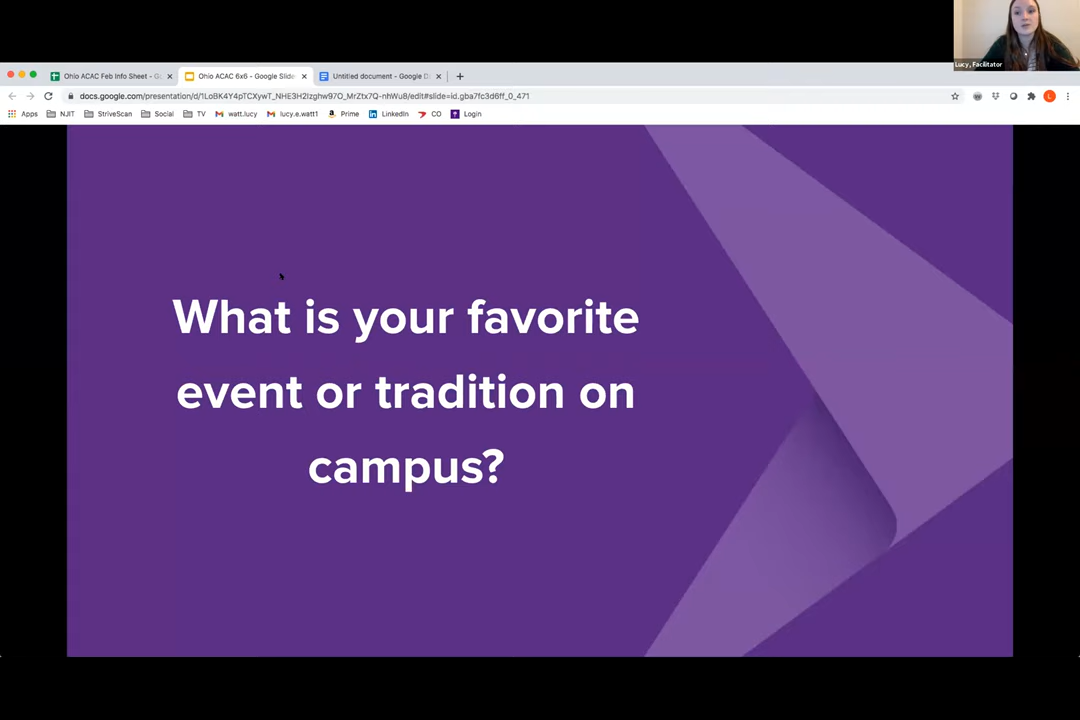 Lucy, Facilitator
Ohio ACAC Feb Info Sheet - Go
Ohio ACAC 6x6 - Google Slide
Untitled document - Google D
docs.google.com/presentation/d/1LoBK4Y4pTCXywT_NHE3H2Izghw97O_MrZtx7Q-nhWu8/edit#slide=id.gba7fc3d6ff_0_471
L
Apps NJIT StriveScan Social TV watt.lucy lucy.e.watt1 Prime LinkedIn CO Login
What is your favorite
event or tradition on
campus?